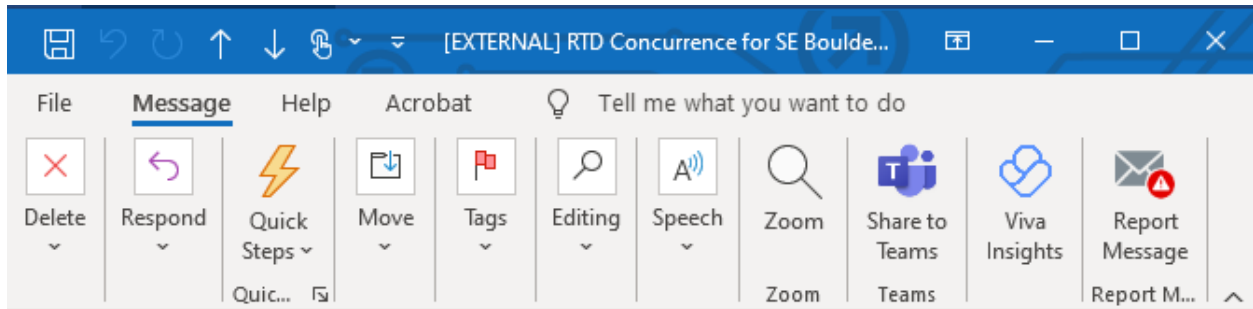 [EXTERNAL] RTD Concurrence for SE Boulde...
File Message Help Acrobat Tell me what you want to do
Delete Respond Quick Steps Move Tags Editing Speech Zoom Share to Teams Viva Insights Report Message
Quic... Zoom Teams Report M...